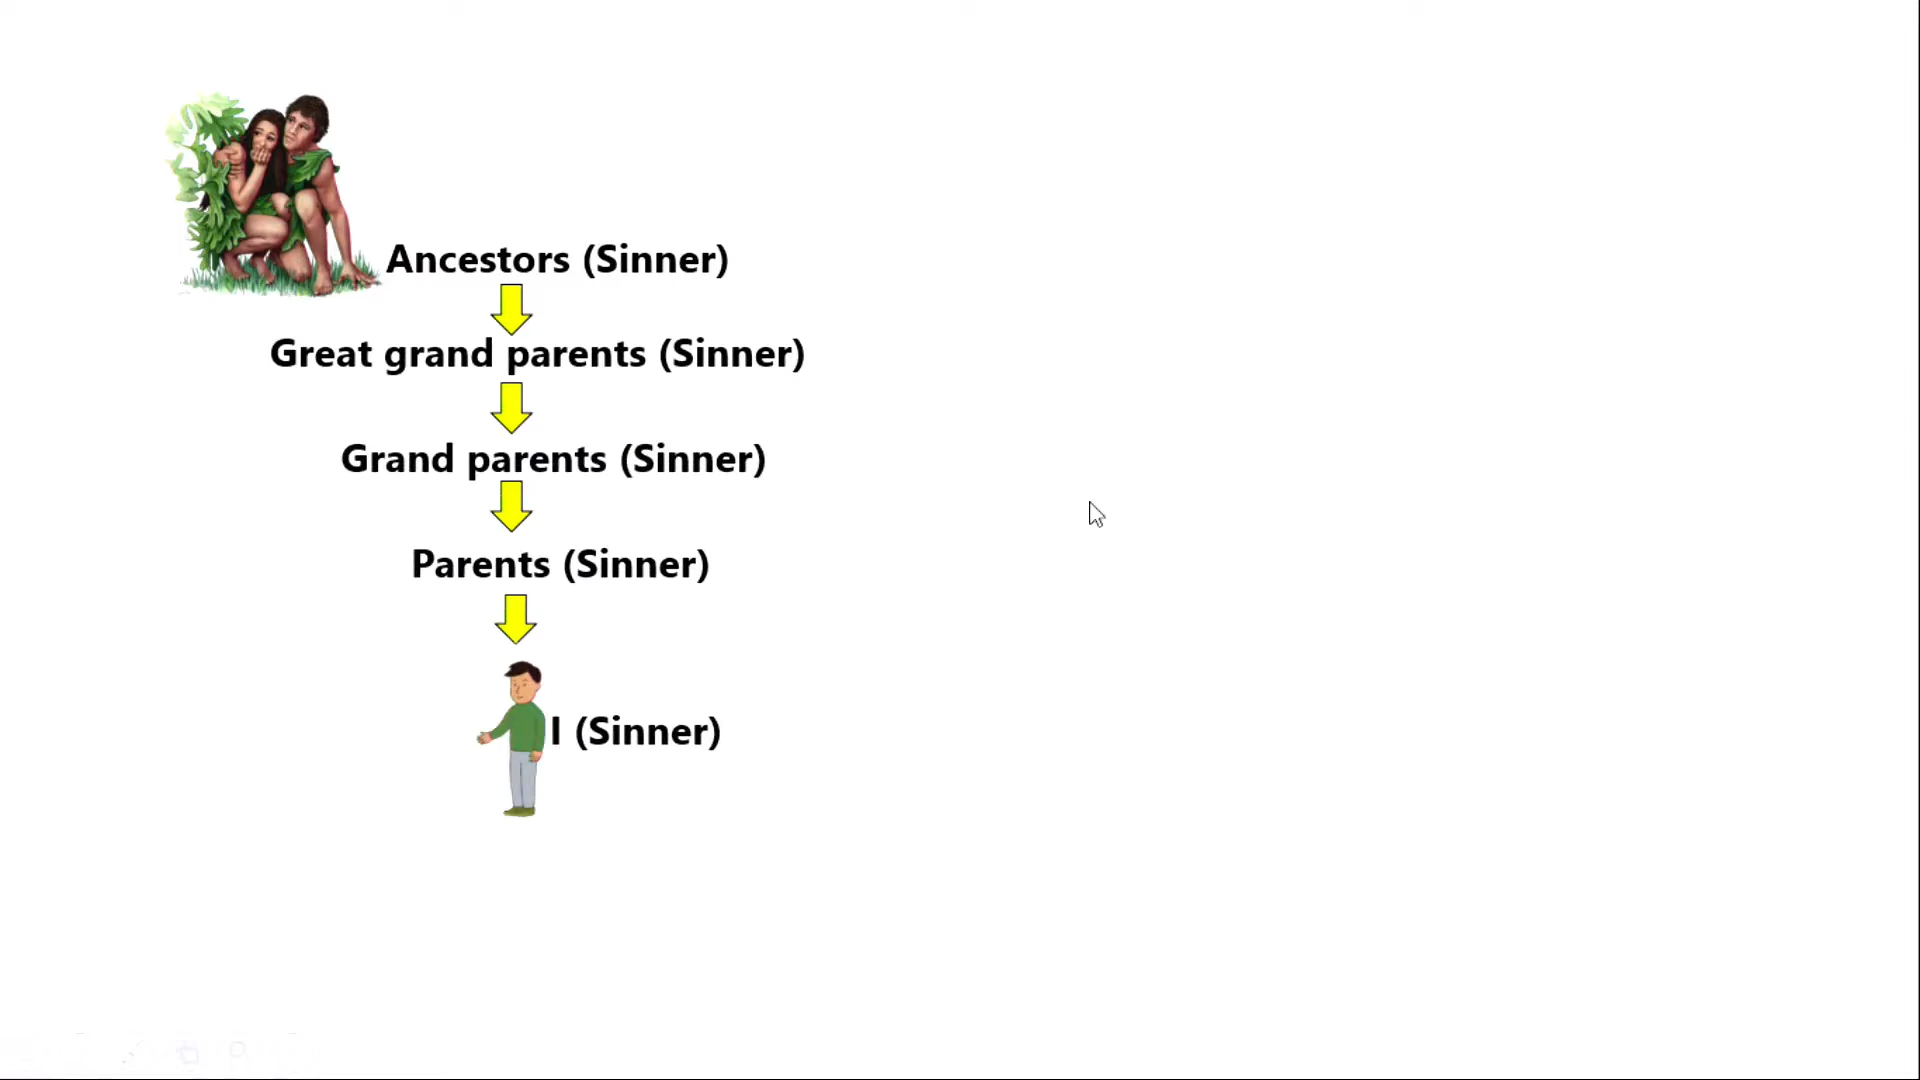 Ancestors (Sinner)
Great grand parents (Sinner)
Grand parents (Sinner)
Parents (Sinner)
I (Sinner)